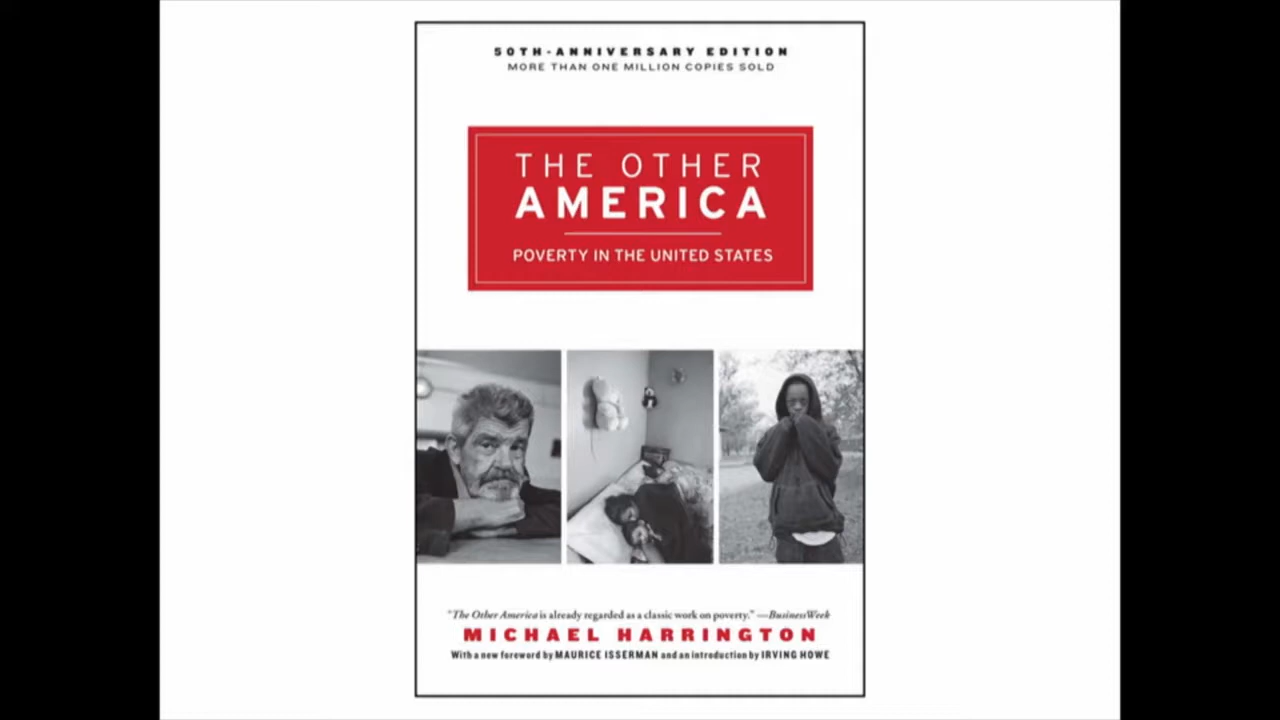 50TH-ANNIVERSARY EDITION
MORE THAN ONE MILLION COPIES SOLD
THE OTHER
AMERICA
POVERTY IN THE UNITED STATES
"The Other America is already regarded as a classic work on poverty." —BusinessWeek
MICHAEL HARRINGTON
With a new foreword by MAURICE ISSERMAN and an introduction by IRVING HOWE